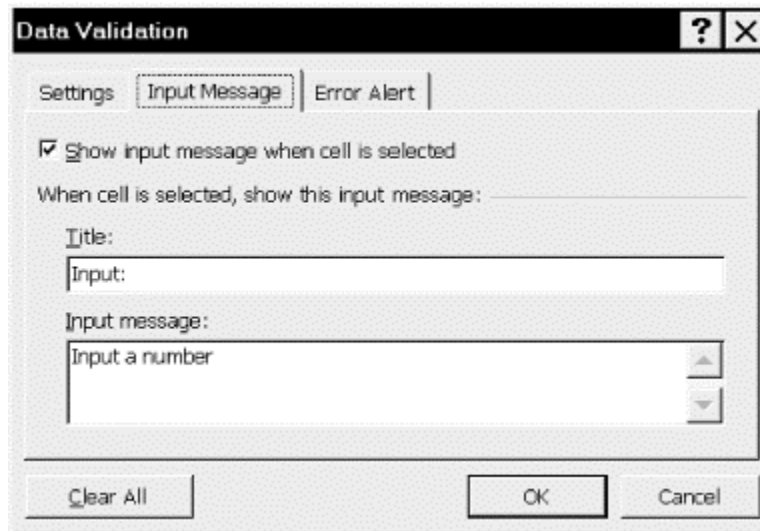 Data Validation
Settings Input Message Error Alert
Show input message when cell is selected
When cell is selected, show this input message:
Title:
Input:
Input message:
Input a number
Clear All OK Cancel